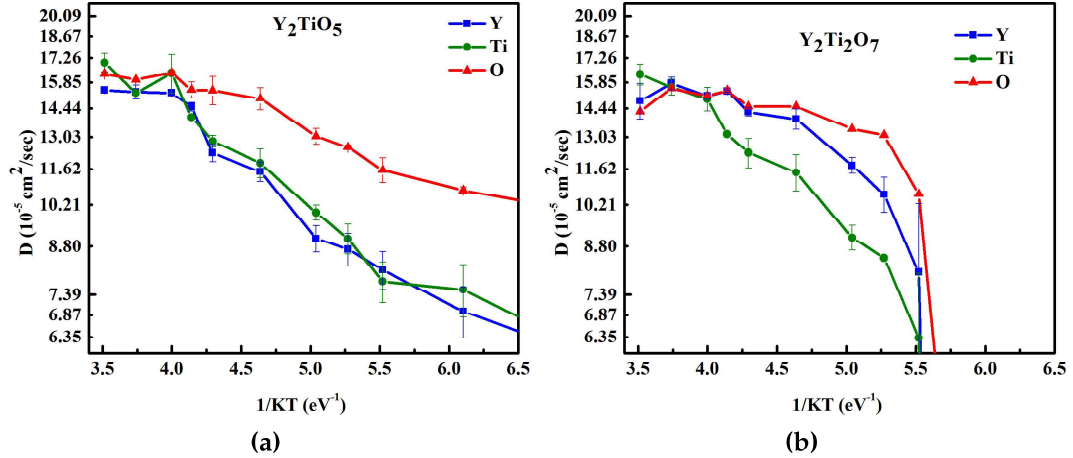 Y₂TiO₅
Y
Ti
O
20.09
18.67
17.26
15.85
14.44
13.03
11.62
10.21
8.80
7.39
6.87
6.35
D (10⁻⁵ cm²/sec)
3.5 4.0 4.5 5.0 5.5 6.0 6.5
1/KT (eV⁻¹)
(a)
Y₂Ti₂O₇
Y
Ti
O
20.09
18.67
17.26
15.85
14.44
13.03
11.62
10.21
8.80
7.39
6.87
6.35
D (10⁻⁵ cm²/sec)
3.5 4.0 4.5 5.0 5.5 6.0 6.5
1/KT (eV⁻¹)
(b)